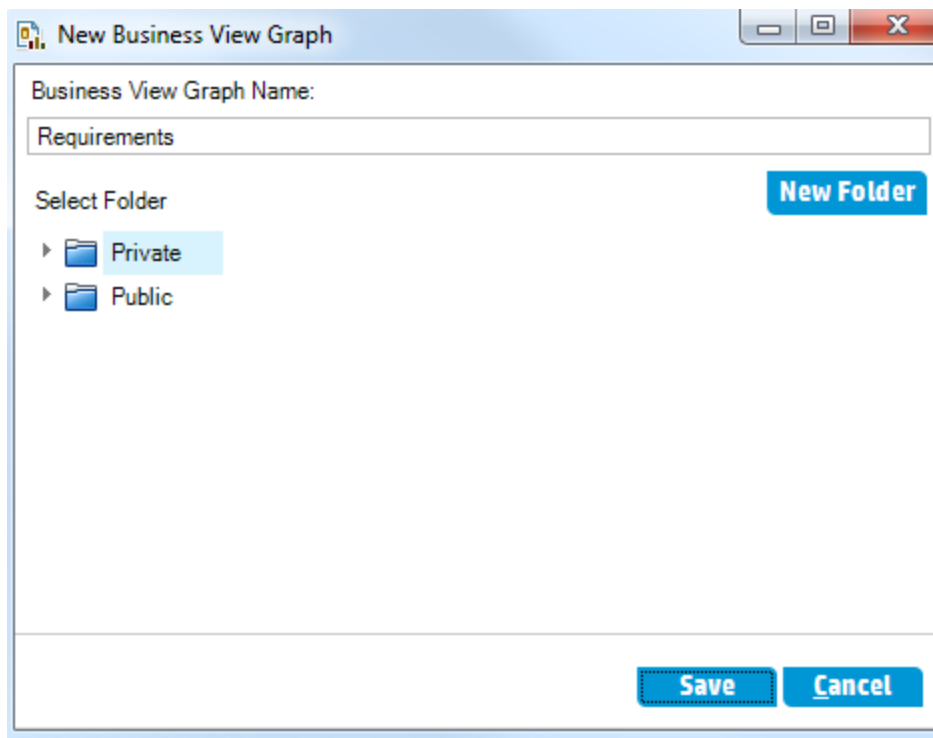 New Business View Graph
Business View Graph Name:
Requirements
New Folder
Select Folder
Private
Public
Save
Cancel